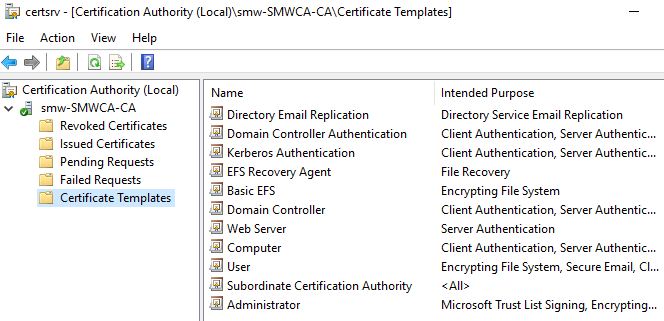 certsrv - [Certification Authority (Local)\smw-SMWCA-CA\Certificate Templates]
File Action View Help
Certification Authority (Local)
smw-SMWCA-CA
Revoked Certificates
Issued Certificates
Pending Requests
Failed Requests
Certificate Templates
Name Intended Purpose
Directory Email Replication Directory Service Email Replication
Domain Controller Authentication Client Authentication, Server Authentic...
Kerberos Authentication Client Authentication, Server Authentic...
EFS Recovery Agent File Recovery
Basic EFS Encrypting File System
Domain Controller Client Authentication, Server Authentic...
Web Server Server Authentication
Computer Client Authentication, Server Authentic...
User Encrypting File System, Secure Email, Cl...
Subordinate Certification Authority <All>
Administrator Microsoft Trust List Signing, Encrypting...